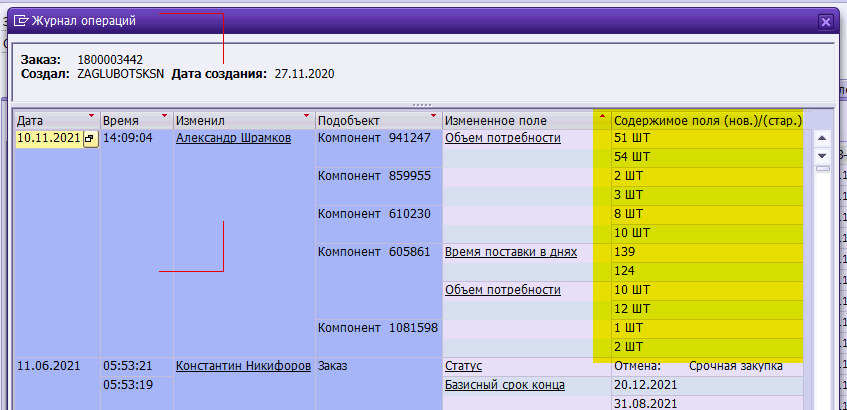 Журнал операций
Заказ: 1800003442
Создал: ZAGLUBOTSKSN Дата создания: 27.11.2020
Дата Время Изменил Подобъект Измененное поле Содержимое поля (нов.)/(стар.)
10.11.2021 14:09:04 Александр Шрамков Компонент 941247 Объем потребности 51 ШТ
54 ШТ
Компонент 859955 2 ШТ
3 ШТ
Компонент 610230 8 ШТ
10 ШТ
Компонент 605861 Время поставки в днях 139
124
Объем потребности 10 ШТ
12 ШТ
Компонент 1081598 1 ШТ
2 ШТ
11.06.2021 05:53:21 Константин Никифоров Заказ Статус Отмена: Срочная закупка
05:53:19 Базисный срок конца 20.12.2021
31.08.2021